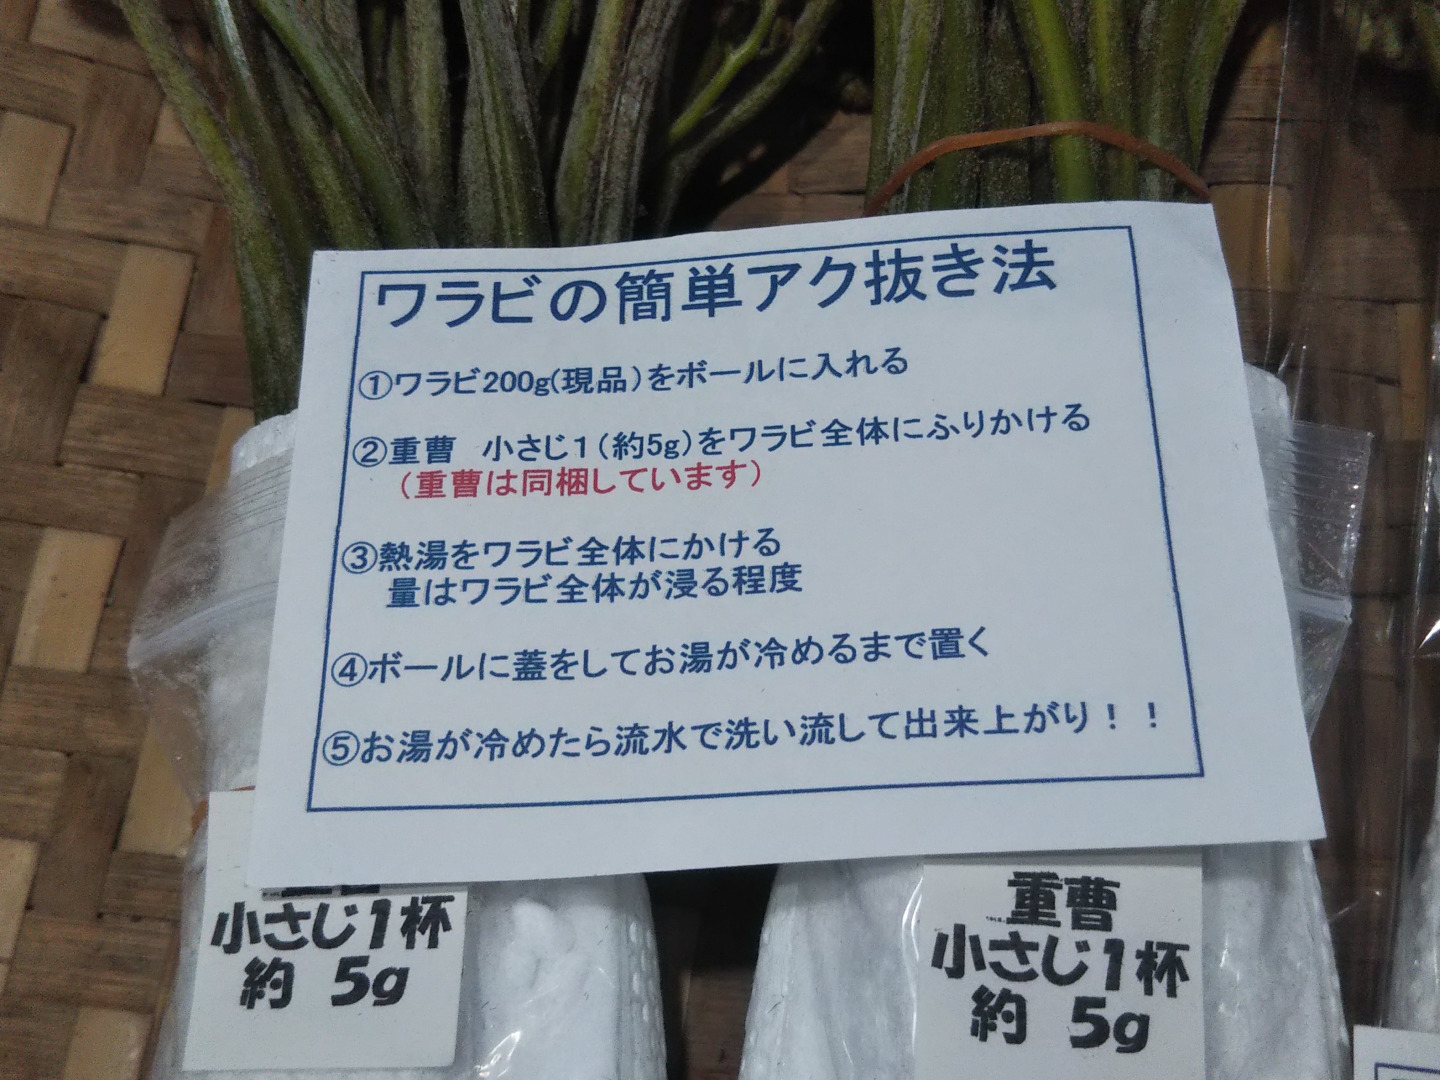 ワラビの簡単アク抜き法
①ワラビ200g(現品)をボールに入れる
②重曹 小さじ1(約5g)をワラビ全体にふりかける
(重曹は同梱しています)
③熱湯をワラビ全体にかける
量はワラビ全体が浸る程度
④ボールに蓋をしてお湯が冷めるまで置く
⑤お湯が冷めたら流水で洗い流して出来上がり！！
小さじ1杯
約 5g
重曹
小さじ1杯
約 5g